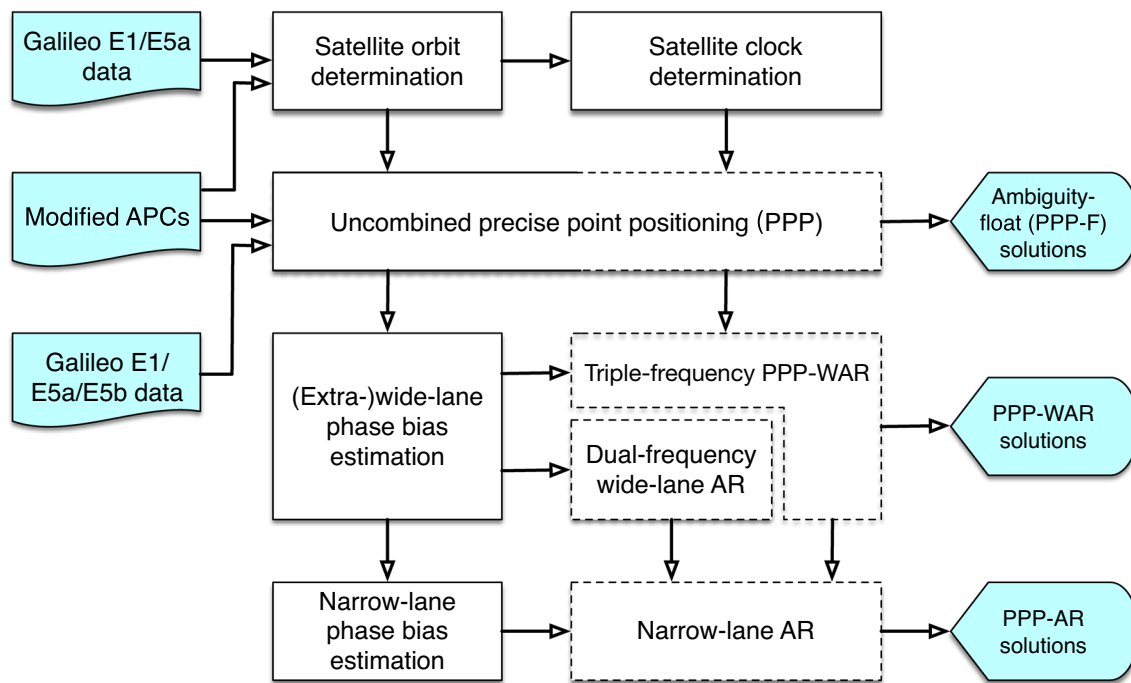 Galileo E1/E5a
data
Satellite orbit
determination
Satellite clock
determination
Modified APCs
Uncombined precise point positioning (PPP)
Ambiguity-
float (PPP-F)
solutions
Galileo E1/
E5a/E5b data
(Extra-)wide-lane
phase bias
estimation
Triple-frequency PPP-WAR
Dual-frequency
wide-lane AR
PPP-WAR
solutions
Narrow-lane
phase bias
estimation
Narrow-lane AR
PPP-AR
solutions